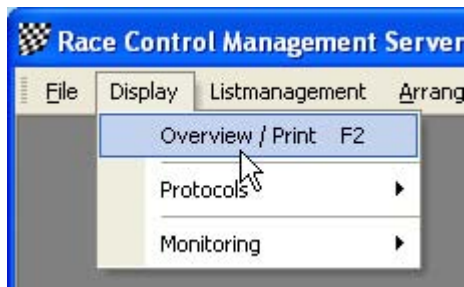 Race Control Management Server
File Display Listmanagement Arrang
Overview / Print F2
Protocols
Monitoring